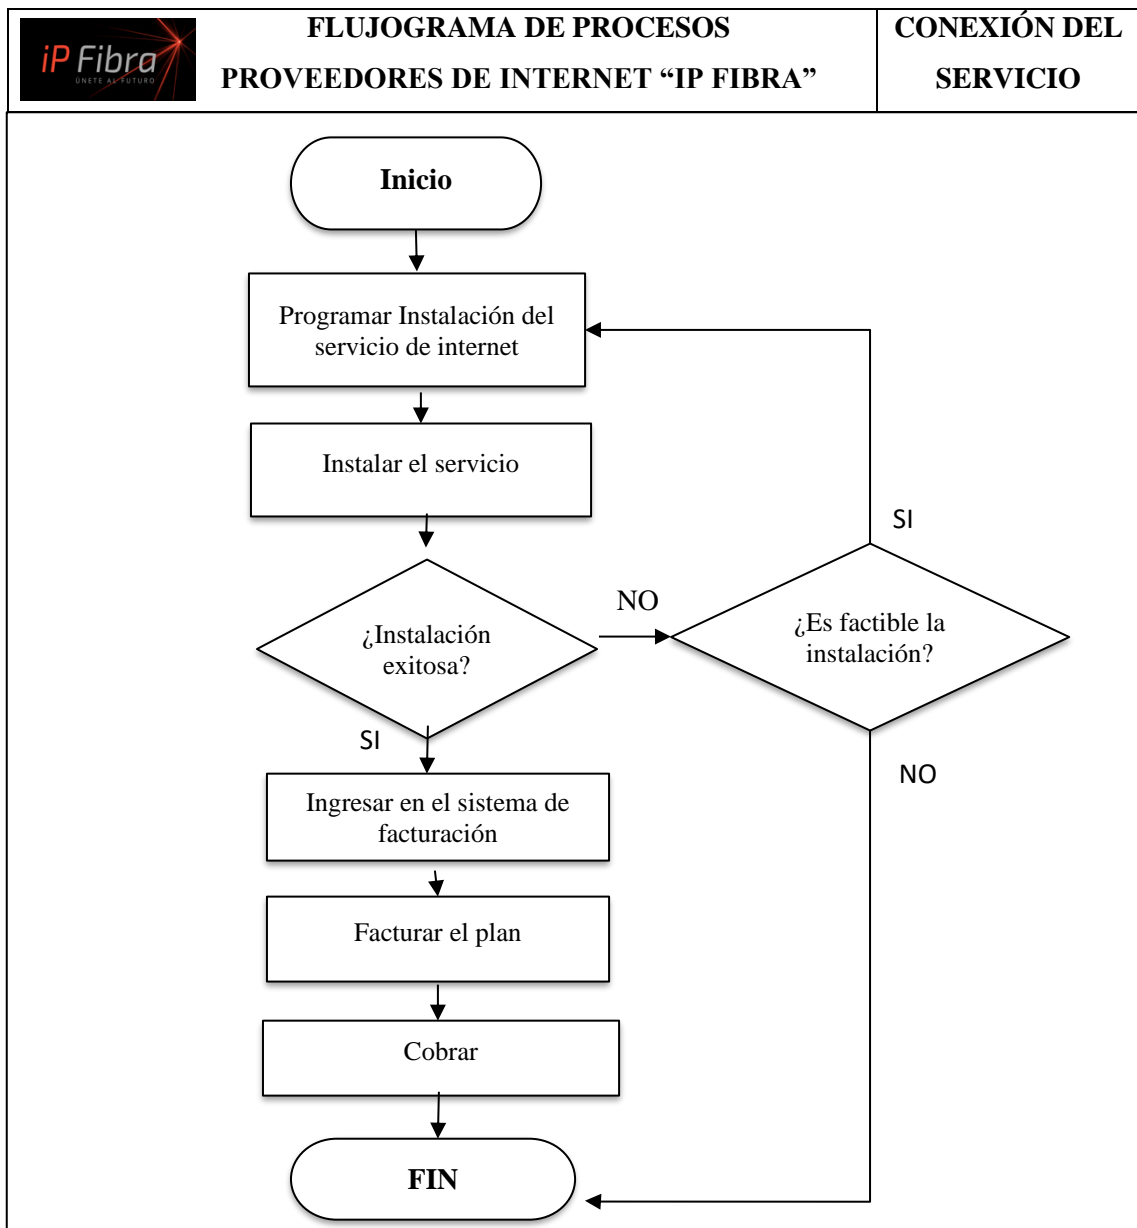 iP Fibra
ÚNETE AL FUTURO
FLUJOGRAMA DE PROCESOS
PROVEEDORES DE INTERNET “IP FIBRA”
CONEXIÓN DEL
SERVICIO
Inicio
Programar Instalación del
servicio de internet
Instalar el servicio
SI
NO
¿Instalación
exitosa?
¿Es factible la
instalación?
SI
NO
Ingresar en el sistema de
facturación
Facturar el plan
Cobrar
FIN